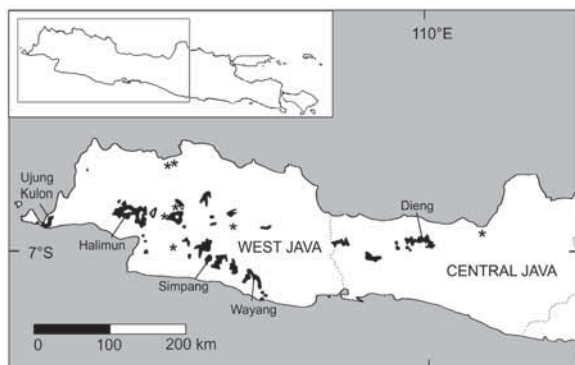 110°E
Ujung
Kulon
Dieng
Halimun
7°S
WEST JAVA
CENTRAL JAVA
Simpang
Wayang
0 100 200 km